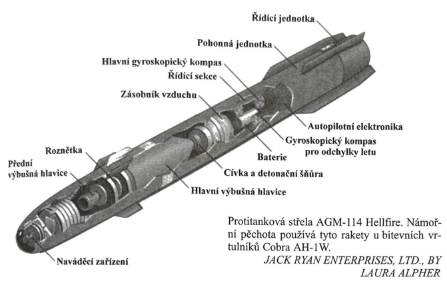 Řídící jednotka
Pohonná jednotka
Hlavní gyroskopický kompas
Řídící sekce
Zásobník vzduchu
Autopilotní elektronika
Gyroskopický kompas
pro odchylky letu
Baterie
Roznětka
Přední
výbušná hlavice
Cívka a detonační šňůra
Hlavní výbušná hlavice
Naváděcí zařízení
Protitanková střela AGM-114 Hellfire. Námoř-
ní pěchota používá tyto rakety u bitevních vr-
tulníků Cobra AH-1W.
JACK RYAN ENTERPRISES, LTD., BY
LAURA ALPHER